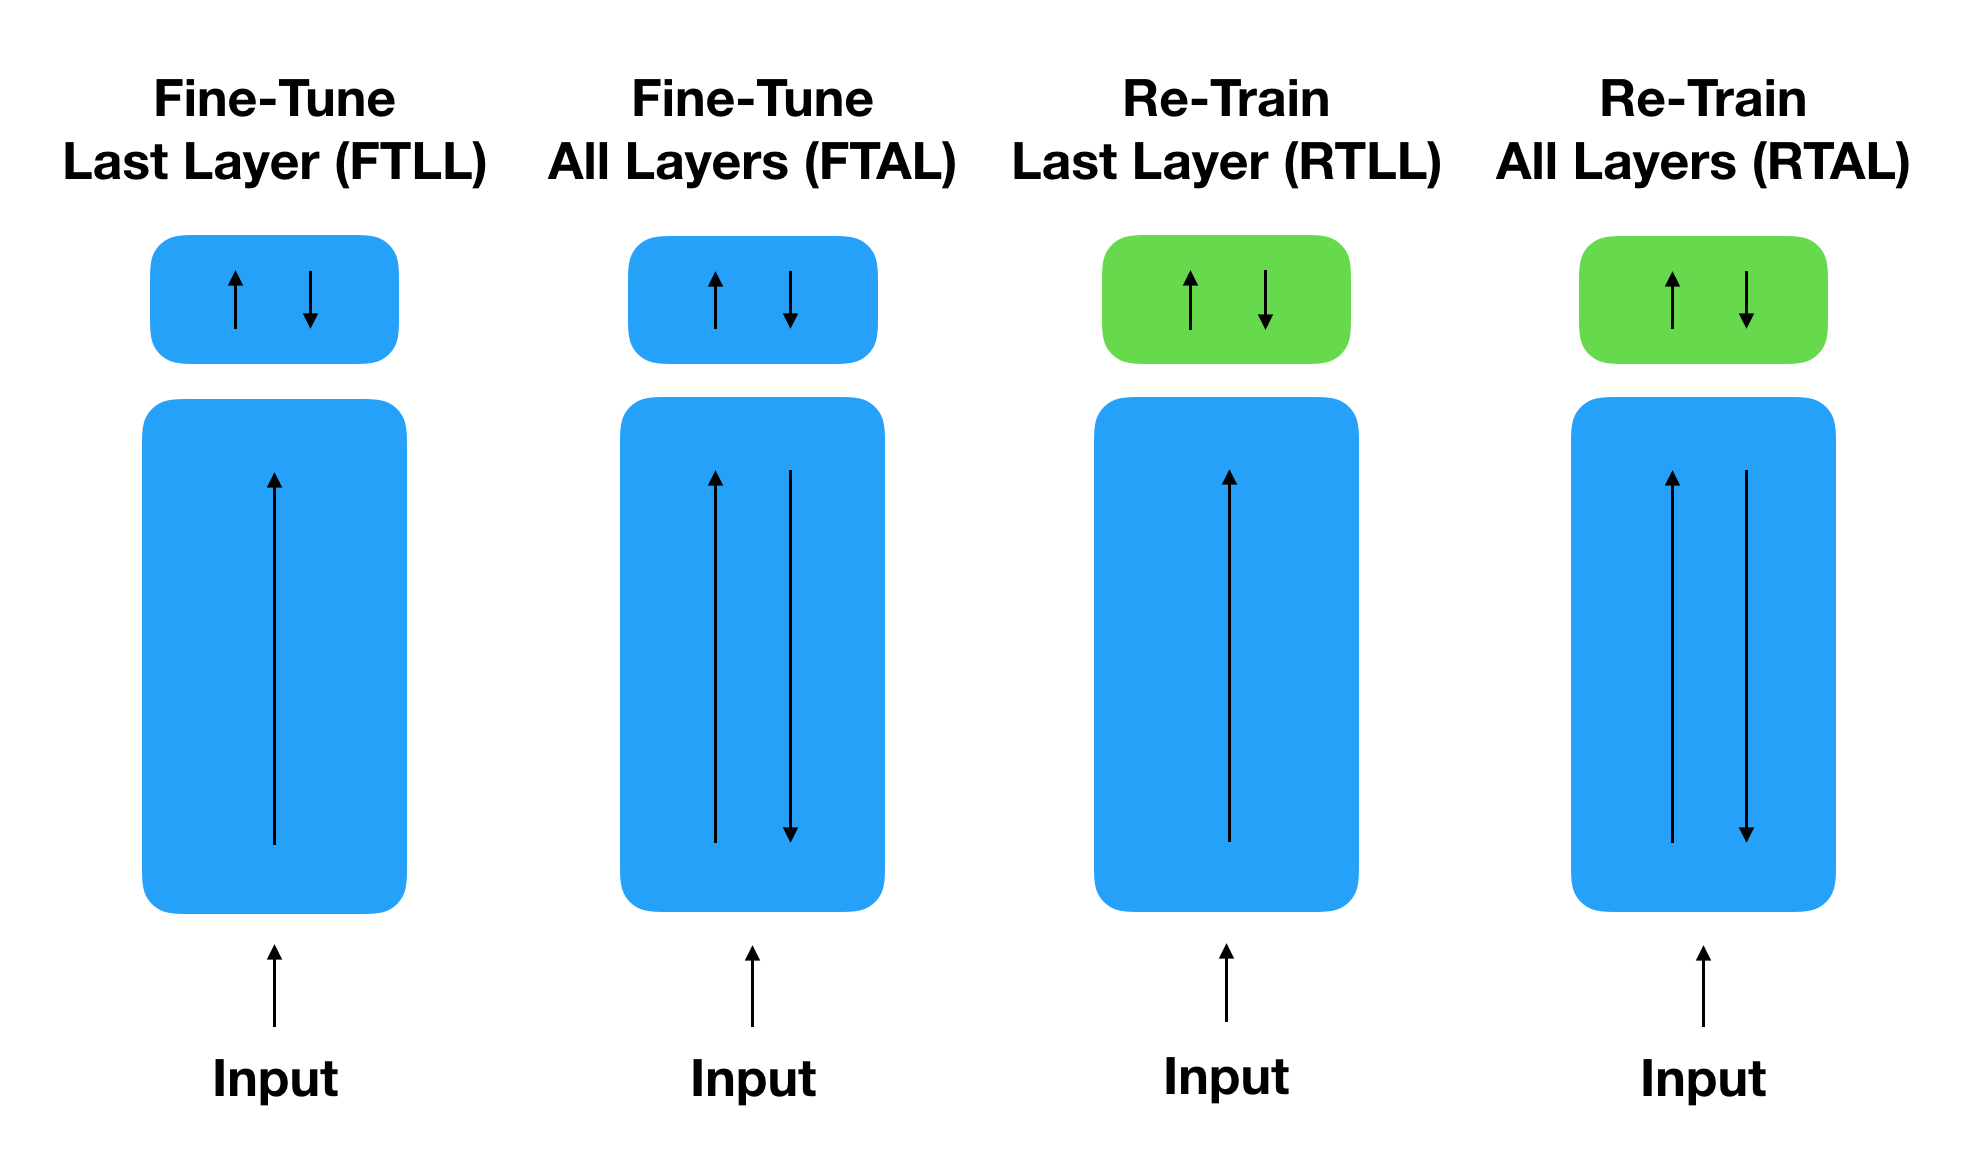 Fine-Tune
Last Layer (FTLL)
Fine-Tune
All Layers (FTAL)
Re-Train
Last Layer (RTLL)
Re-Train
All Layers (RTAL)
Input
Input
Input
Input